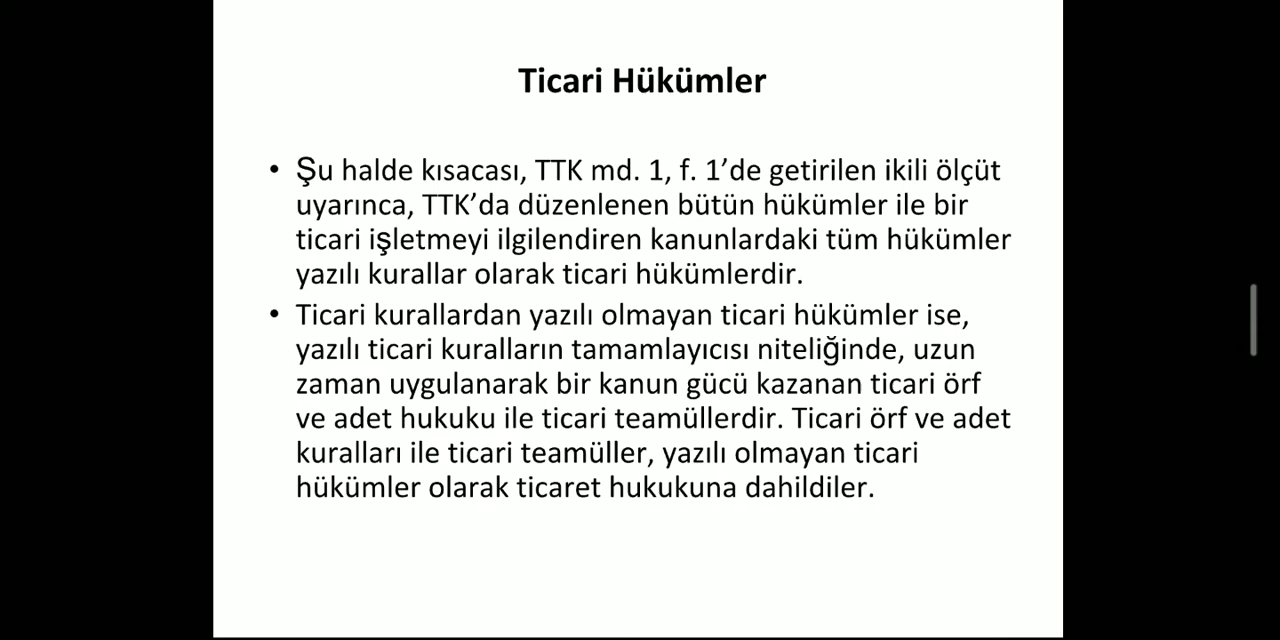 Ticari Hükümler
• Şu halde kısacası, TTK md. 1, f. 1’de getirilen ikili ölçüt
uyarınca, TTK’da düzenlenen bütün hükümler ile bir
ticari işletmeyi ilgilendiren kanunlardaki tüm hükümler
yazılı kurallar olarak ticari hükümlerdir.
• Ticari kurallardan yazılı olmayan ticari hükümler ise,
yazılı ticari kuralların tamamlayıcısı niteliğinde, uzun
zaman uygulanarak bir kanun gücü kazanan ticari örf
ve adet hukuku ile ticari teamüllerdir. Ticari örf ve adet
kuralları ile ticari teamüller, yazılı olmayan ticari
hükümler olarak ticaret hukukuna dahildiler.